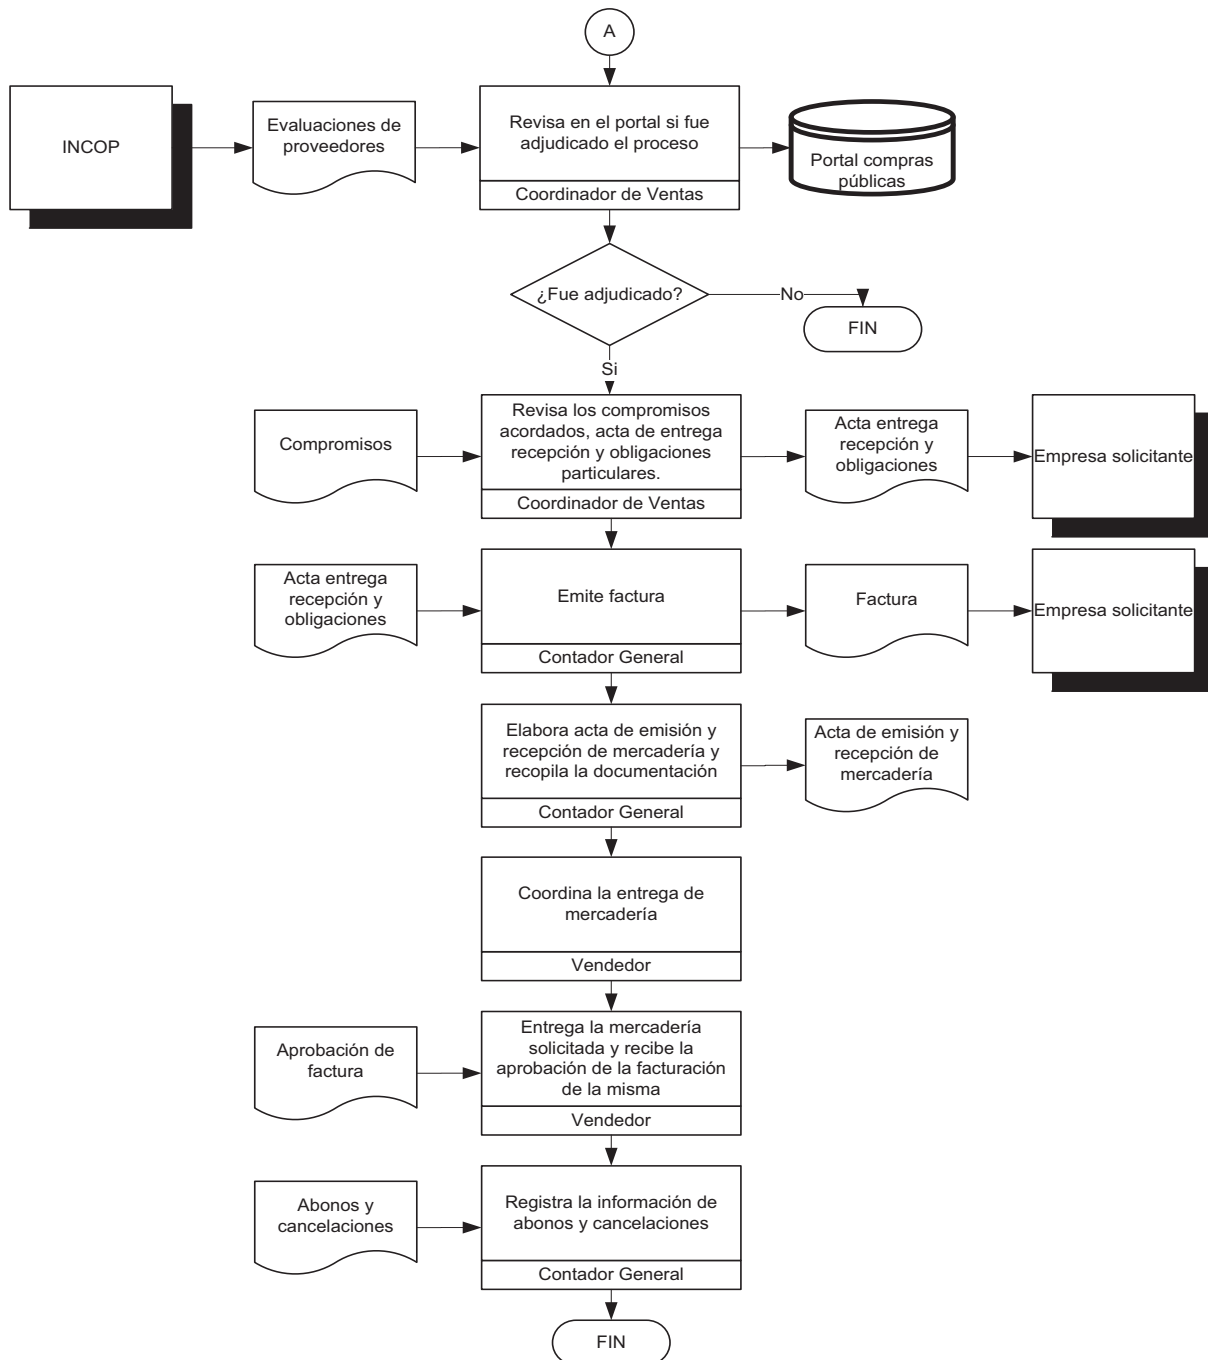 A
INCOP
Evaluaciones de
proveedores
Revisa en el portal si fue
adjudicado el proceso
Coordinador de Ventas
Portal compras
públicas
¿Fue adjudicado?
No
FIN
Si
Compromisos
Revisa los compromisos
acordados, acta de entrega
recepción y obligaciones
particulares.
Coordinador de Ventas
Acta entrega
recepción y
obligaciones
Empresa solicitante
Acta entrega
recepción y
obligaciones
Emite factura
Contador General
Factura
Empresa solicitante
Elabora acta de emisión y
recepción de mercadería y
recopila la documentación
Contador General
Acta de emisión y
recepción de
mercadería
Coordina la entrega de
mercadería
Vendedor
Aprobación de
factura
Entrega la mercadería
solicitada y recibe la
aprobación de la facturación
de la misma
Vendedor
Abonos y
cancelaciones
Registra la información de
abonos y cancelaciones
Contador General
FIN